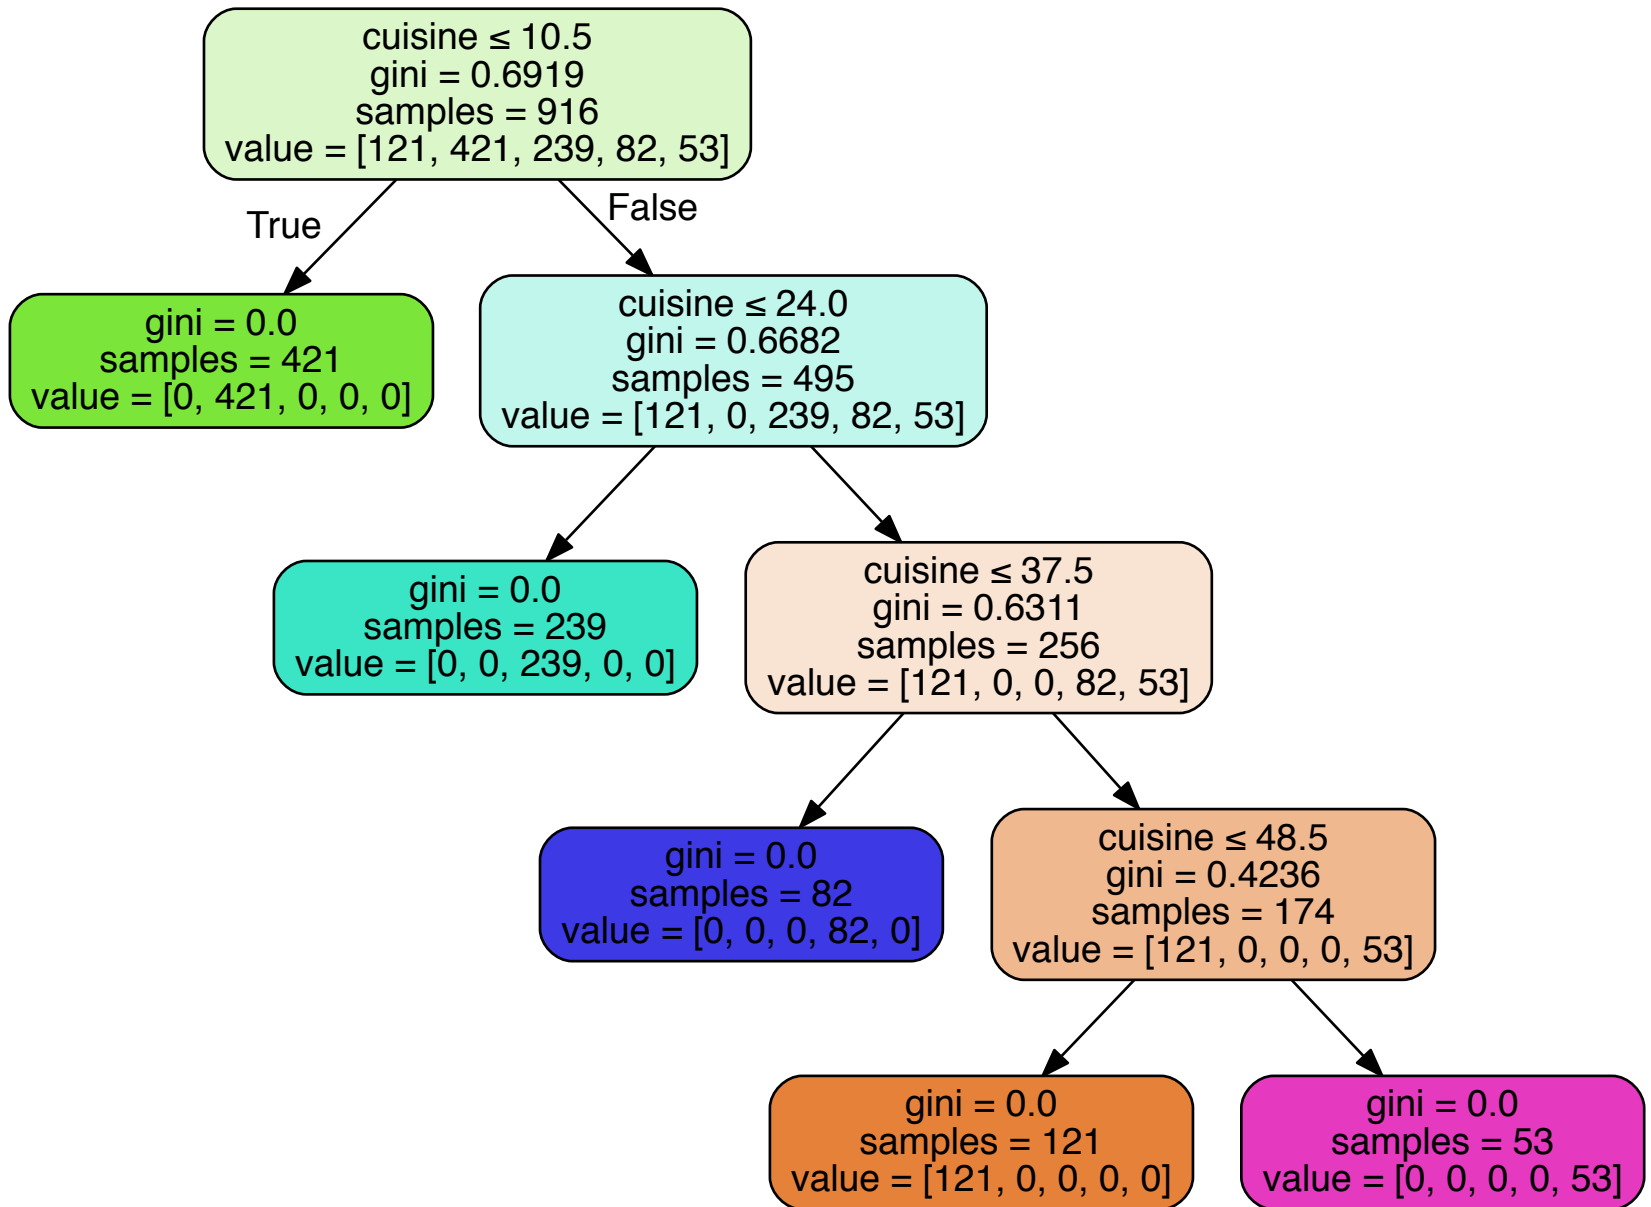 cuisine ≤ 10.5
gini = 0.6919
samples = 916
value = [121, 421, 239, 82, 53]
True
False
gini = 0.0
samples = 421
value = [0, 421, 0, 0, 0]
cuisine ≤ 24.0
gini = 0.6682
samples = 495
value = [121, 0, 239, 82, 53]
gini = 0.0
samples = 239
value = [0, 0, 239, 0, 0]
cuisine ≤ 37.5
gini = 0.6311
samples = 256
value = [121, 0, 0, 82, 53]
gini = 0.0
samples = 82
value = [0, 0, 0, 82, 0]
cuisine ≤ 48.5
gini = 0.4236
samples = 174
value = [121, 0, 0, 0, 53]
gini = 0.0
samples = 121
value = [121, 0, 0, 0, 0]
gini = 0.0
samples = 53
value = [0, 0, 0, 0, 53]